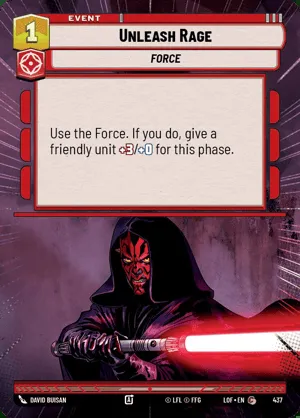 EVENT
1
UNLEASH RAGE
FORCE
Use the Force. If you do, give a
friendly unit +3/+0 for this phase.
DAVID BUISAN
© LFL © FFG
LOF • EN
C
437